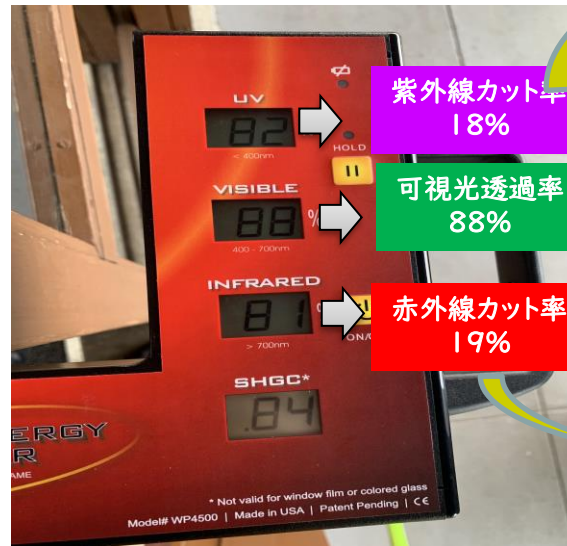 UV
82
< 400nm
HOLD
紫外線カット率
18%
VISIBLE
88
%
400 - 700nm
可視光透過率
88%
INFRARED
81
> 700nm
赤外線カット率
19%
SHGC*
.84
ERGY
R
AME
* Not valid for window film or colored glass
Model# WP4500 | Made in USA | Patent Pending | CE